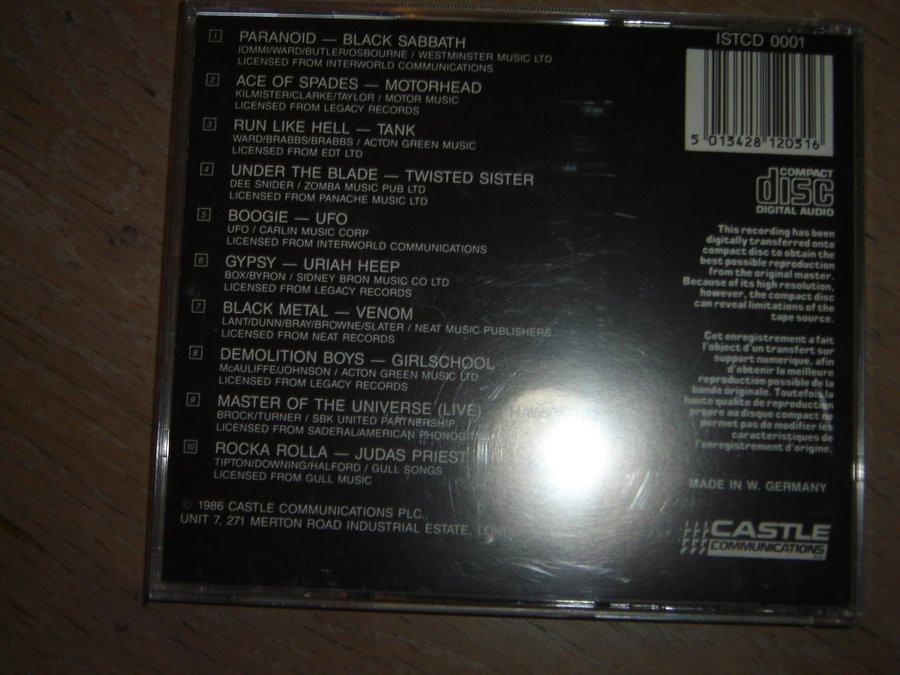 1 PARANOID — BLACK SABBATH
IOMMI/WARD/BUTLER/OSBOURNE / WESTMINSTER MUSIC LTD
LICENSED FROM INTERWORLD COMMUNICATIONS
2 ACE OF SPADES — MOTORHEAD
KILMISTER/CLARKE/TAYLOR / MOTOR MUSIC
LICENSED FROM LEGACY RECORDS
3 RUN LIKE HELL — TANK
WARD/BRABBS/BRABBS / ACTON GREEN MUSIC
LICENSED FROM EDT LTD
4 UNDER THE BLADE — TWISTED SISTER
DEE SNIDER / ZOMBA MUSIC PUB LTD
LICENSED FROM PANACHE MUSIC LTD
5 BOOGIE — UFO
UFO / CARLIN MUSIC CORP
LICENSED FROM INTERWORLD COMMUNICATIONS
6 GYPSY — URIAH HEEP
BOX/BYRON / SIDNEY BRON MUSIC CO LTD
LICENSED FROM LEGACY RECORDS
7 BLACK METAL — VENOM
LANT/DUNN/BRAY/BROWNE/SLATER / NEAT MUSIC PUBLISHERS
LICENSED FROM NEAT RECORDS
8 DEMOLITION BOYS — GIRLSCHOOL
McAULIFFE/JOHNSON / ACTON GREEN MUSIC LTD
LICENSED FROM LEGACY RECORDS
9 MASTER OF THE UNIVERSE (LIVE)
BROCK/TURNER / SBK UNITED PARTNERSHIP
LICENSED FROM SADERAL/AMERICAN
10 ROCKA ROLLA — JUDAS PRIEST
TIPTON/DOWNING/HALFORD / GULL SONGS
LICENSED FROM GULL MUSIC
© 1986 CASTLE COMMUNICATIONS PLC.,
UNIT 7, 271 MERTON ROAD INDUSTRIAL ESTATE,
ISTCD 0001
5 013428 120316
COMPACT
disc
DIGITAL AUDIO
This recording has been
digitally transferred onto
compact disc to obtain the
best possible reproduction
from the original master.
Because of its high resolution,
however, the compact disc
can reveal limitations of the
tape source.
Cet enregistrement a fait
l'object d'un transfert sur
support numerique, afin
d'obtenir la meilleure
reproduction possible de la
bande originale. Toutefois la
haute qualite de reproduction
propre au disque compact ne
permet pas de modifier les
caracteristiques de
l'enregistrement d'origine.
MADE IN W. GERMANY
CASTLE
COMMUNICATIONS